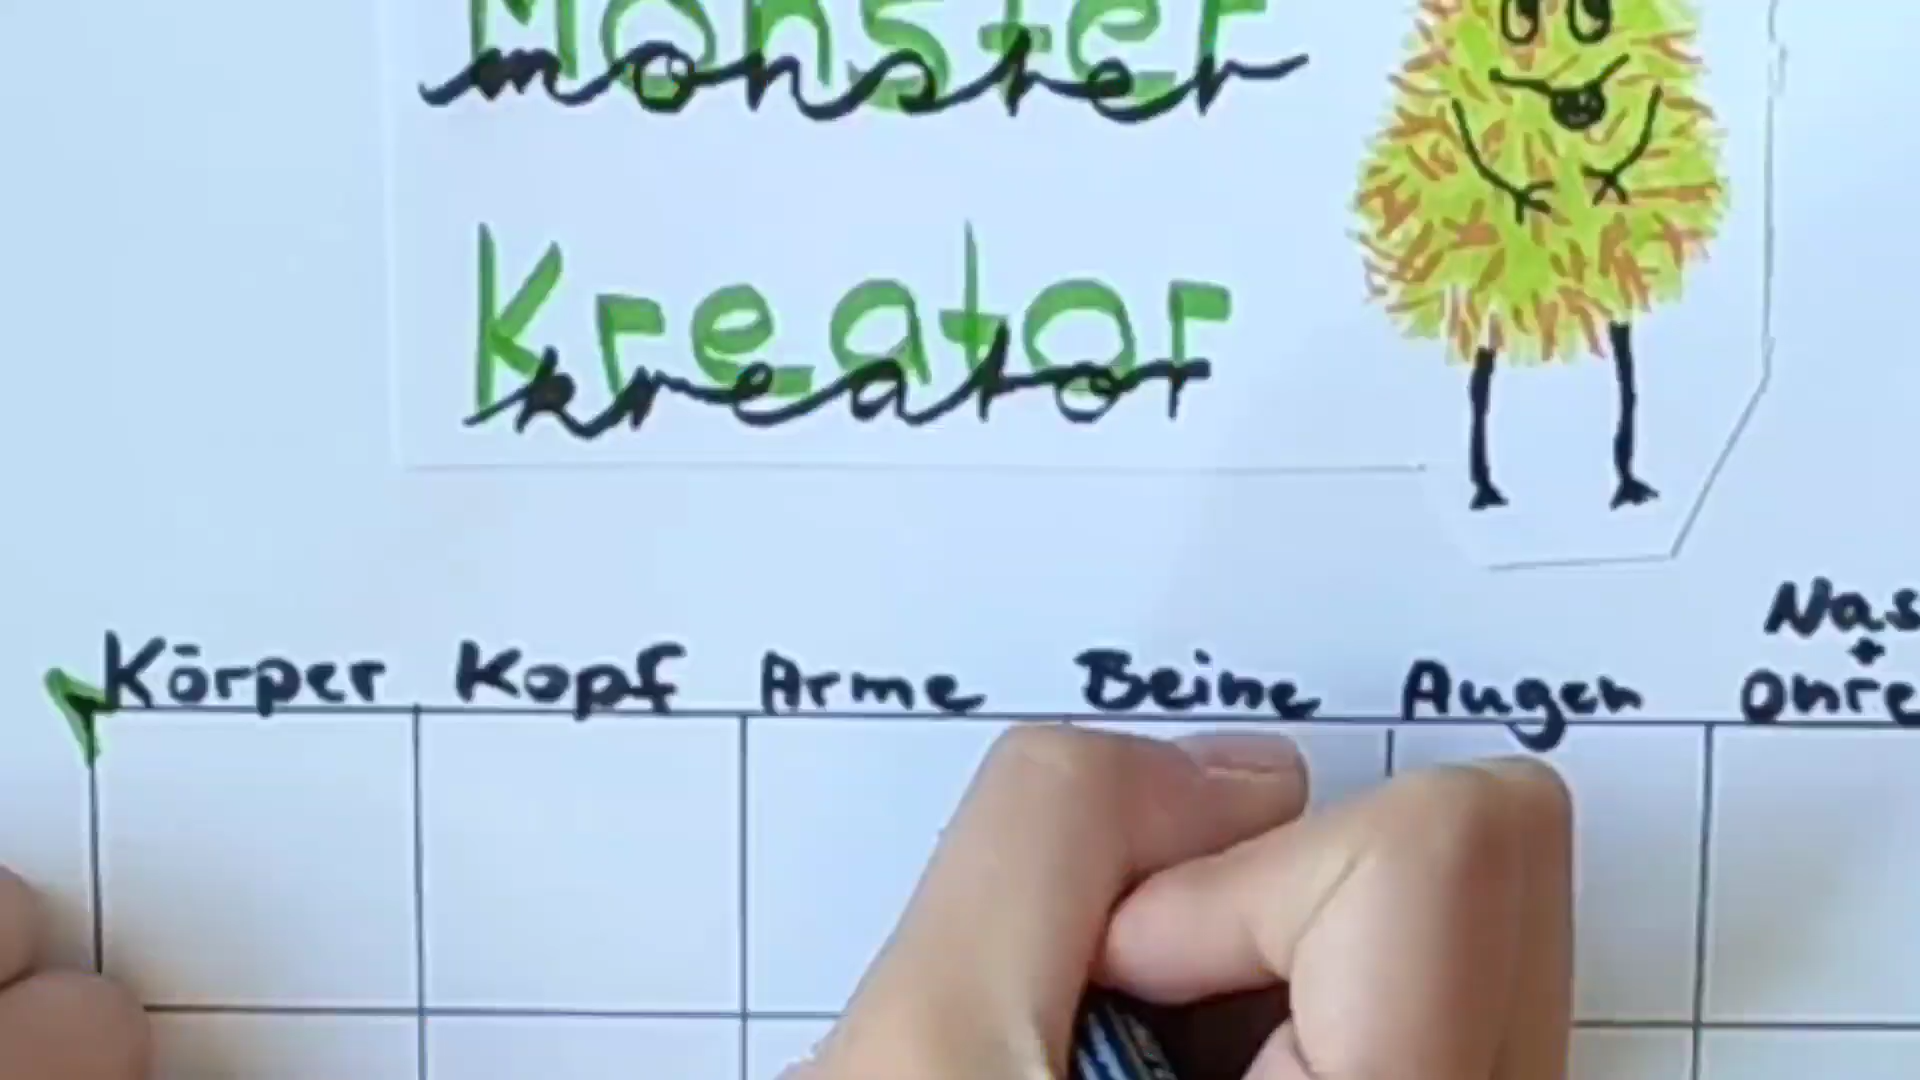 Monster
monster
Kreator
kreator
Nas
+
Körper Kopf Arme Beine Augen Ohre